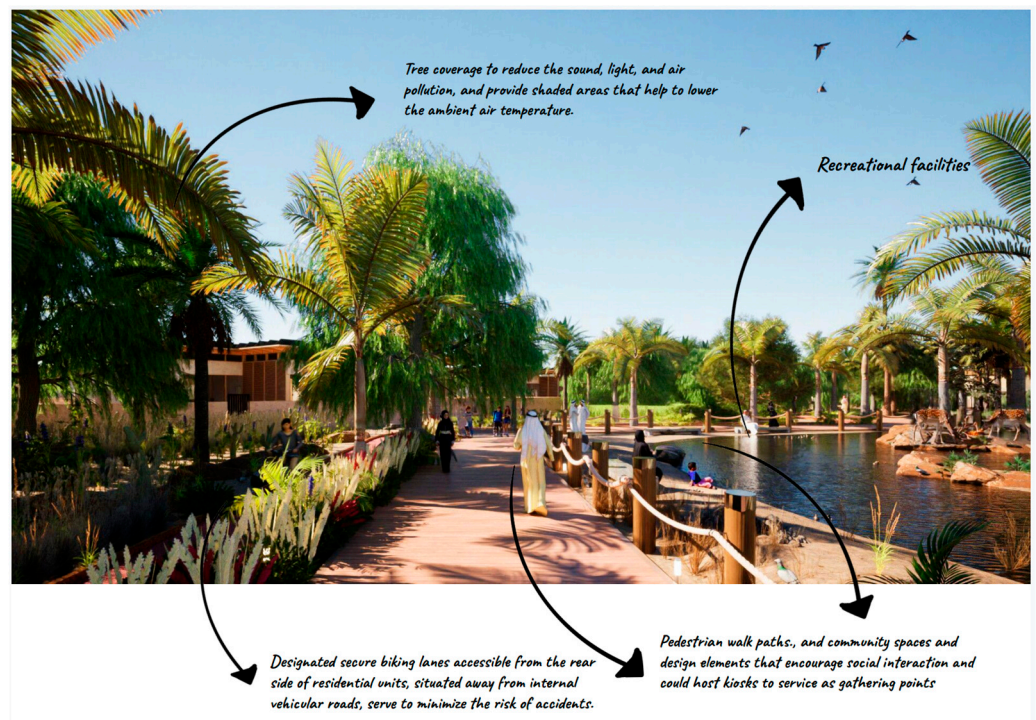 Tree coverage to reduce the sound, light, and air
pollution, and provide shaded areas that help to lower
the ambient air temperature.
Recreational facilities
Pedestrian walk paths., and community spaces and
design elements that encourage social interaction and
could host kiosks to service as gathering points
Designated secure biking lanes accessible from the rear
side of residential units, situated away from internal
vehicular roads, serve to minimize the risk of accidents.